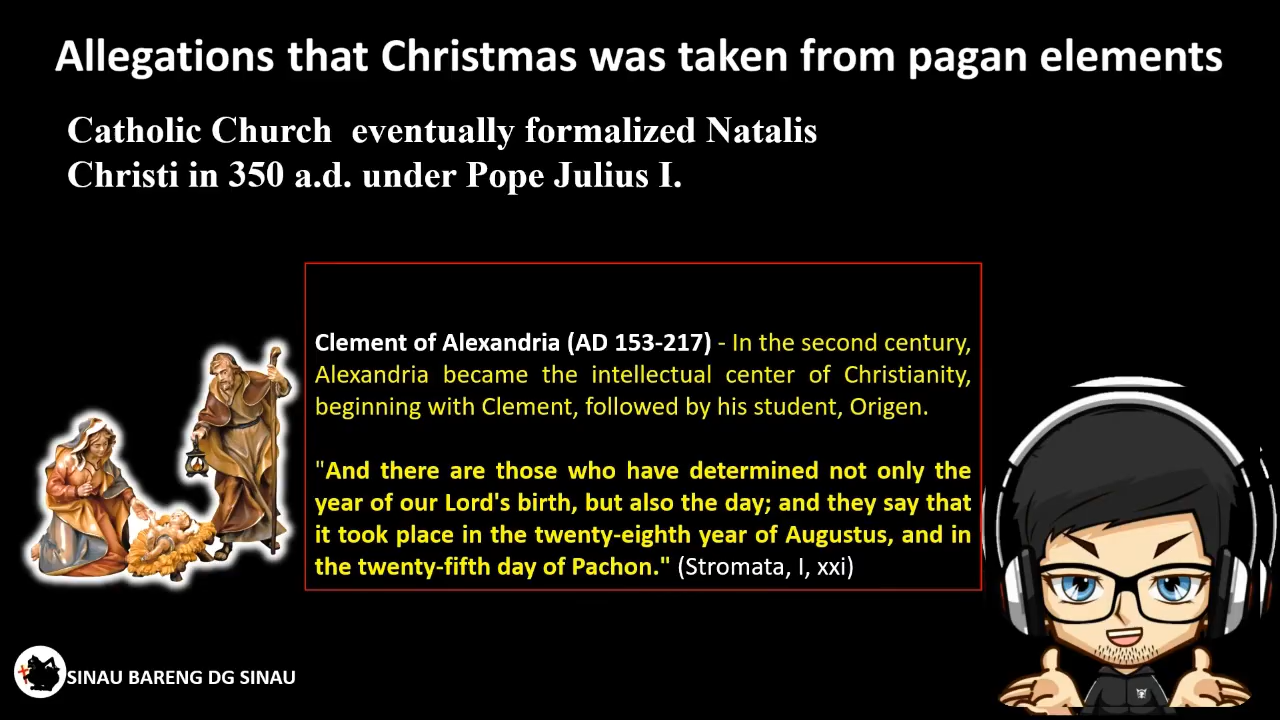 Allegations that Christmas was taken from pagan elements
Catholic Church eventually formalized Natalis
Christi in 350 a.d. under Pope Julius I.
Clement of Alexandria (AD 153-217) - In the second century,
Alexandria became the intellectual center of Christianity,
beginning with Clement, followed by his student, Origen.
"And there are those who have determined not only the
year of our Lord's birth, but also the day; and they say that
it took place in the twenty-eighth year of Augustus, and in
the twenty-fifth day of Pachon." (Stromata, I, xxi)
SINAU BARENG DG SINAU